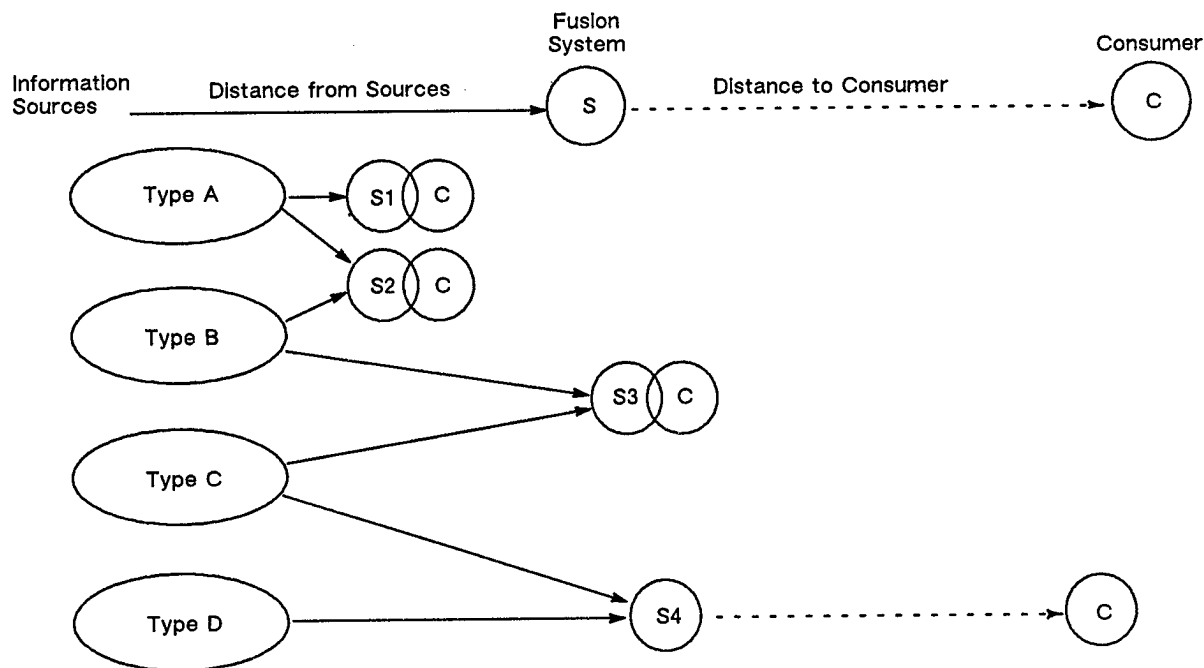 Fusion
System
Consumer
Information
Sources
Distance from Sources
S
Distance to Consumer
C
Type A
S1
C
S2
C
Type B
S3
C
Type C
Type D
S4
C